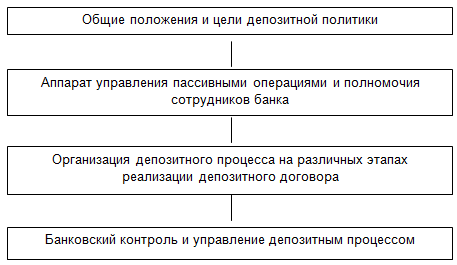 Общие положения и цели депозитной политики
Аппарат управления пассивными операциями и полномочия
сотрудников банка
Организация депозитного процесса на различных этапах
реализации депозитного договора
Банковский контроль и управление депозитным процессом